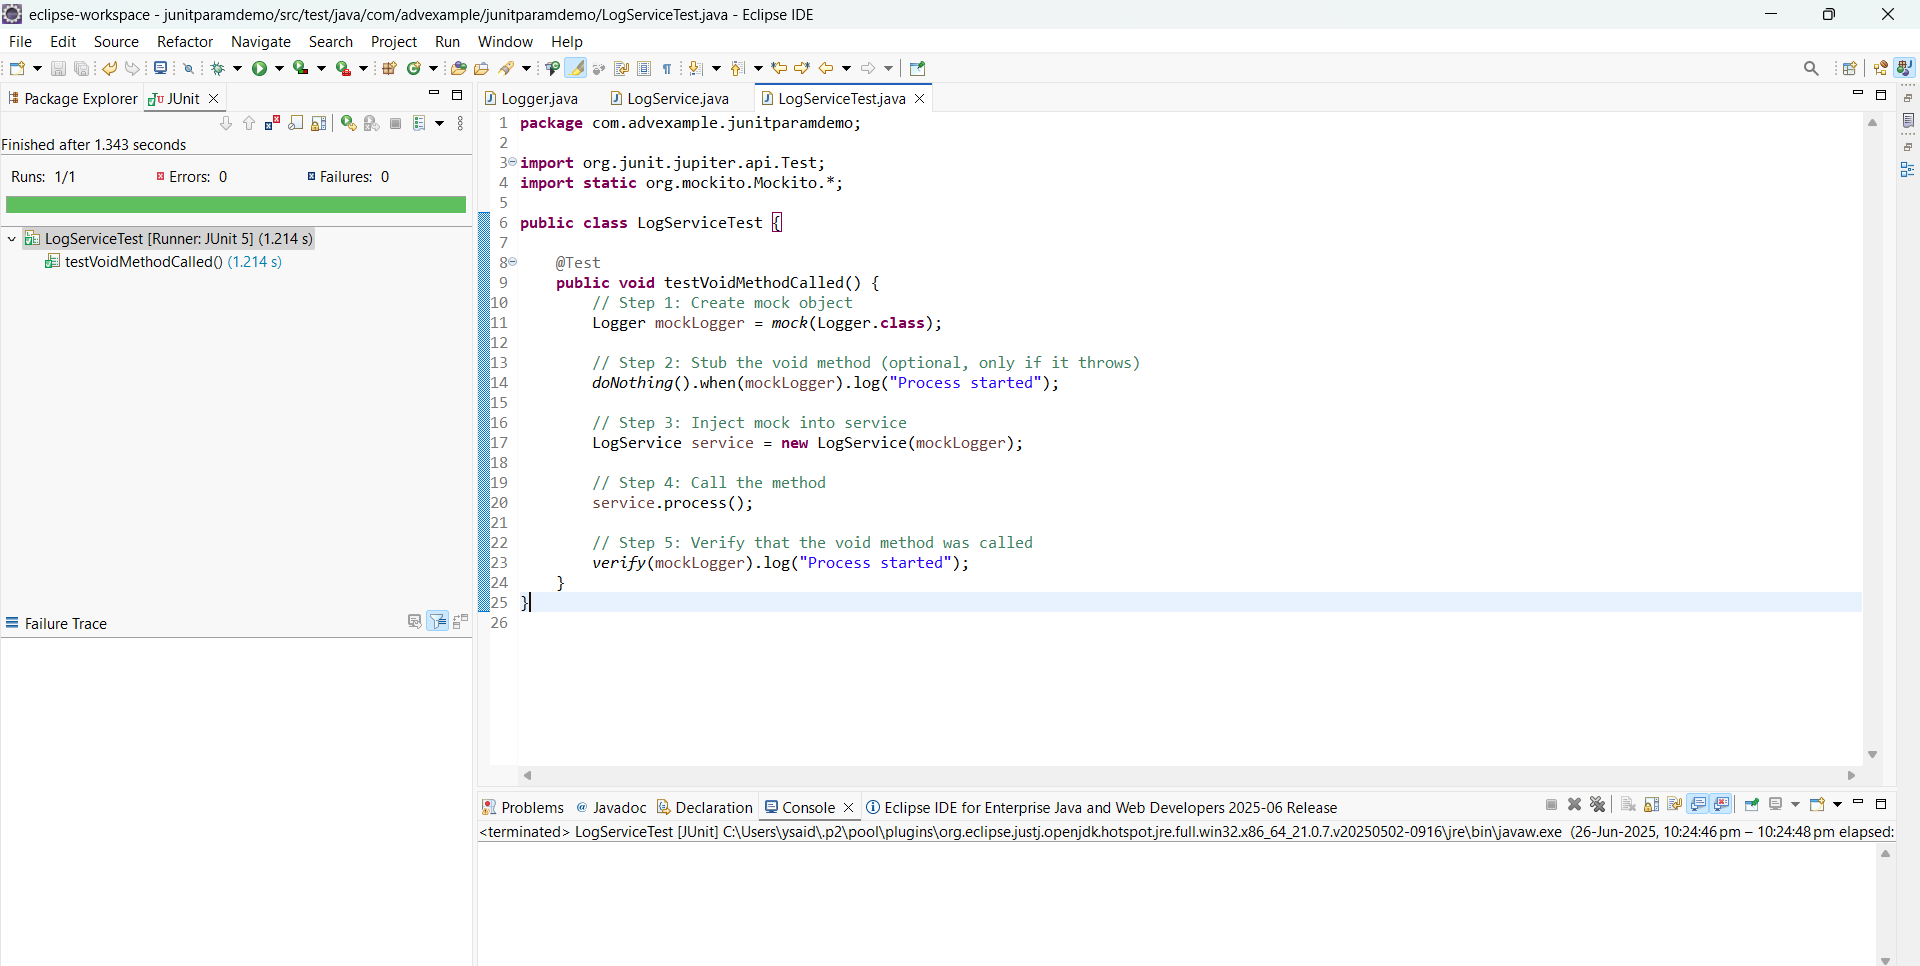 eclipse-workspace - junitparamdemo/src/test/java/com/advexample/junitparamdemo/LogServiceTest.java - Eclipse IDE
File Edit Source Refactor Navigate Search Project Run Window Help
Package Explorer JUnit
Finished after 1.343 seconds
Runs: 1/1 Errors: 0 Failures: 0
LogServiceTest [Runner: JUnit 5] (1.214 s)
testVoidMethodCalled() (1.214 s)
Failure Trace
Logger.java LogService.java LogServiceTest.java
1 package com.advexample.junitparamdemo;
2
3 import org.junit.jupiter.api.Test;
4 import static org.mockito.Mockito.*;
5
6 public class LogServiceTest {
7
8 @Test
9 public void testVoidMethodCalled() {
10 // Step 1: Create mock object
11 Logger mockLogger = mock(Logger.class);
12
13 // Step 2: Stub the void method (optional, only if it throws)
14 doNothing().when(mockLogger).log("Process started");
15
16 // Step 3: Inject mock into service
17 LogService service = new LogService(mockLogger);
18
19 // Step 4: Call the method
20 service.process();
21
22 // Step 5: Verify that the void method was called
23 verify(mockLogger).log("Process started");
24 }
25 }
26
Problems Javadoc Declaration Console Eclipse IDE for Enterprise Java and Web Developers 2025-06 Release
<terminated> LogServiceTest [JUnit] C:\Users\ysaid\.p2\pool\plugins\org.eclipse.justj.openjdk.hotspot.jre.full.win32.x86_64_21.0.7.v20250502-0916\jre\bin\javaw.exe (26-Jun-2025, 10:24:46 pm – 10:24:48 pm elapsed: